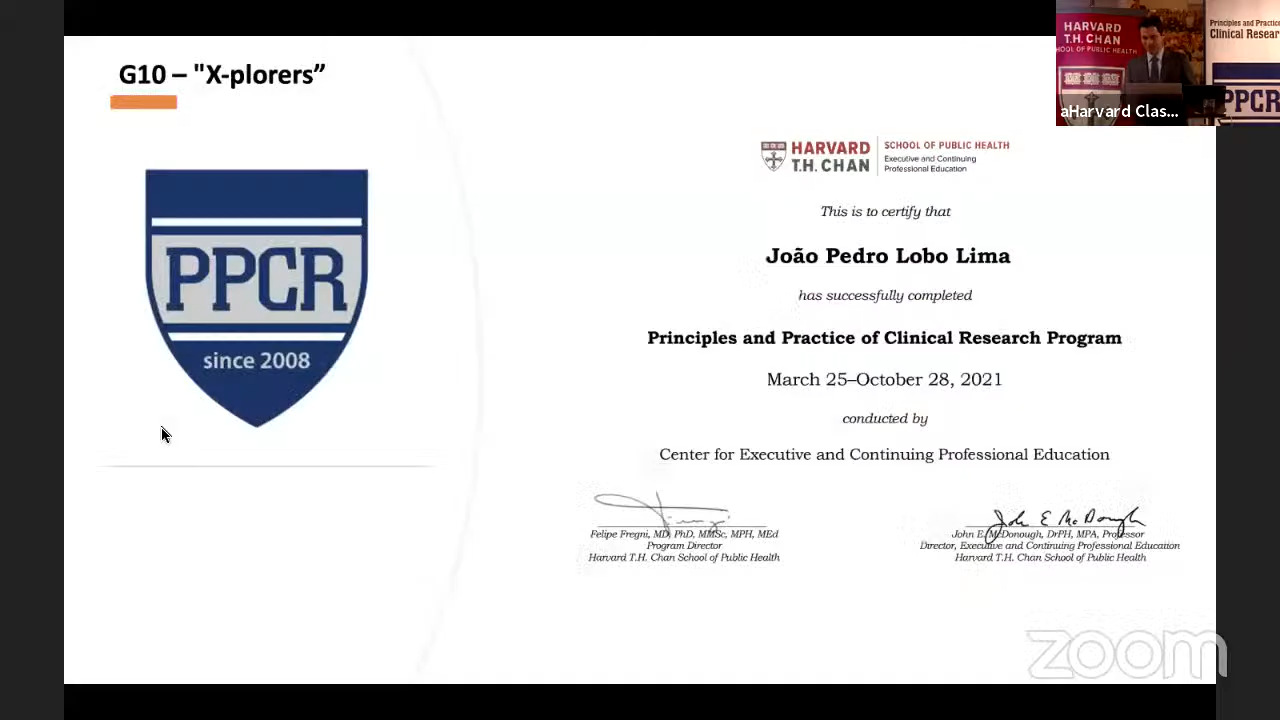 G10 – "X-plorers”
PPCR
since 2008
HARVARD
T.H. CHAN
SCHOOL OF PUBLIC HEALTH
Executive and Continuing
Professional Education
This is to certify that
João Pedro Lobo Lima
has successfully completed
Principles and Practice of Clinical Research Program
March 25–October 28, 2021
conducted by
Center for Executive and Continuing Professional Education
Felipe Fregni, MD, PhD, MMSc, MPH, MEd
Program Director
Harvard T.H. Chan School of Public Health
John E. McDonough, DrPH, MPA, Professor
Director, Executive and Continuing Professional Education
Harvard T.H. Chan School of Public Health
HARVARD
T.H. CHAN
SCHOOL OF PUBLIC HEALTH
Principles and Practice
Clinical Resear
PPCR
aHarvard Clas...
zoom